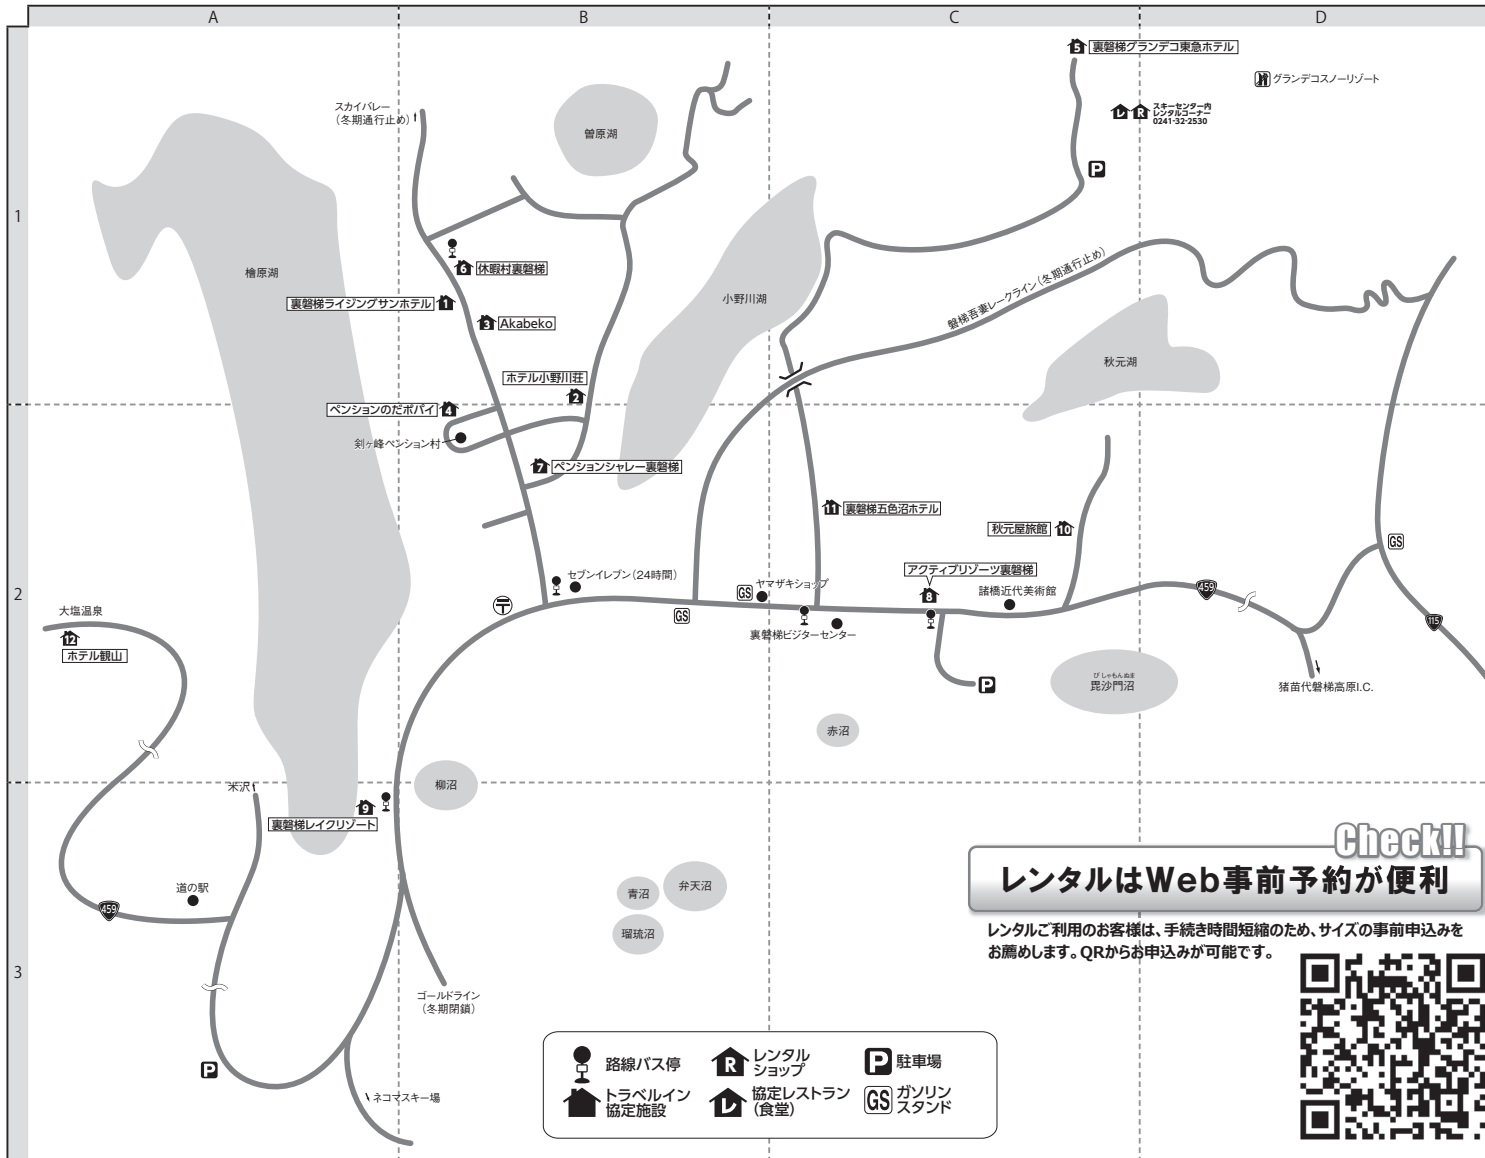 A
B
C
D
1
2
3
5 裏磐梯グランデコ東急ホテル
グランデコスノーリゾート
レ R
スキーセンター内
レンタルコーナー
0241-32-2530
P
スカイバレー
(冬期通行止め)
曽原湖
檜原湖
6 休暇村裏磐梯
裏磐梯ライジングサンホテル 1
3 Akabeko
小野川湖
磐梯吾妻レークライン(冬期通行止め)
秋元湖
ホテル小野川荘
2
ペンションのだポパイ 4
剣ヶ峰ペンション村
7 ペンションシャレー裏磐梯
11 裏磐梯五色沼ホテル
秋元屋旅館 10
GS
セブンイレブン(24時間)
〒
GS
GS
ヤマザキショップ
アクティブリゾーツ裏磐梯
8
諸橋近代美術館
459
115
裏磐梯ビジターセンター
大塩温泉
12
ホテル観山
P
びしゃもんぬま
毘沙門沼
猪苗代磐梯高原I.C.
赤沼
柳沼
米沢
9
裏磐梯レイクリゾート
道の駅
459
青沼
弁天沼
瑠琉沼
ゴールドライン
(冬期閉鎖)
P
ネコマスキー場
Check!!
レンタルはWeb事前予約が便利
レンタルご利用のお客様は、手続き時間短縮のため、サイズの事前申込みを
お薦めします。QRからお申込みが可能です。
路線バス停
R レンタル
ショップ
P 駐車場
トラベルイン
協定施設
レ 協定レストラン
(食堂)
GS ガソリン
スタンド